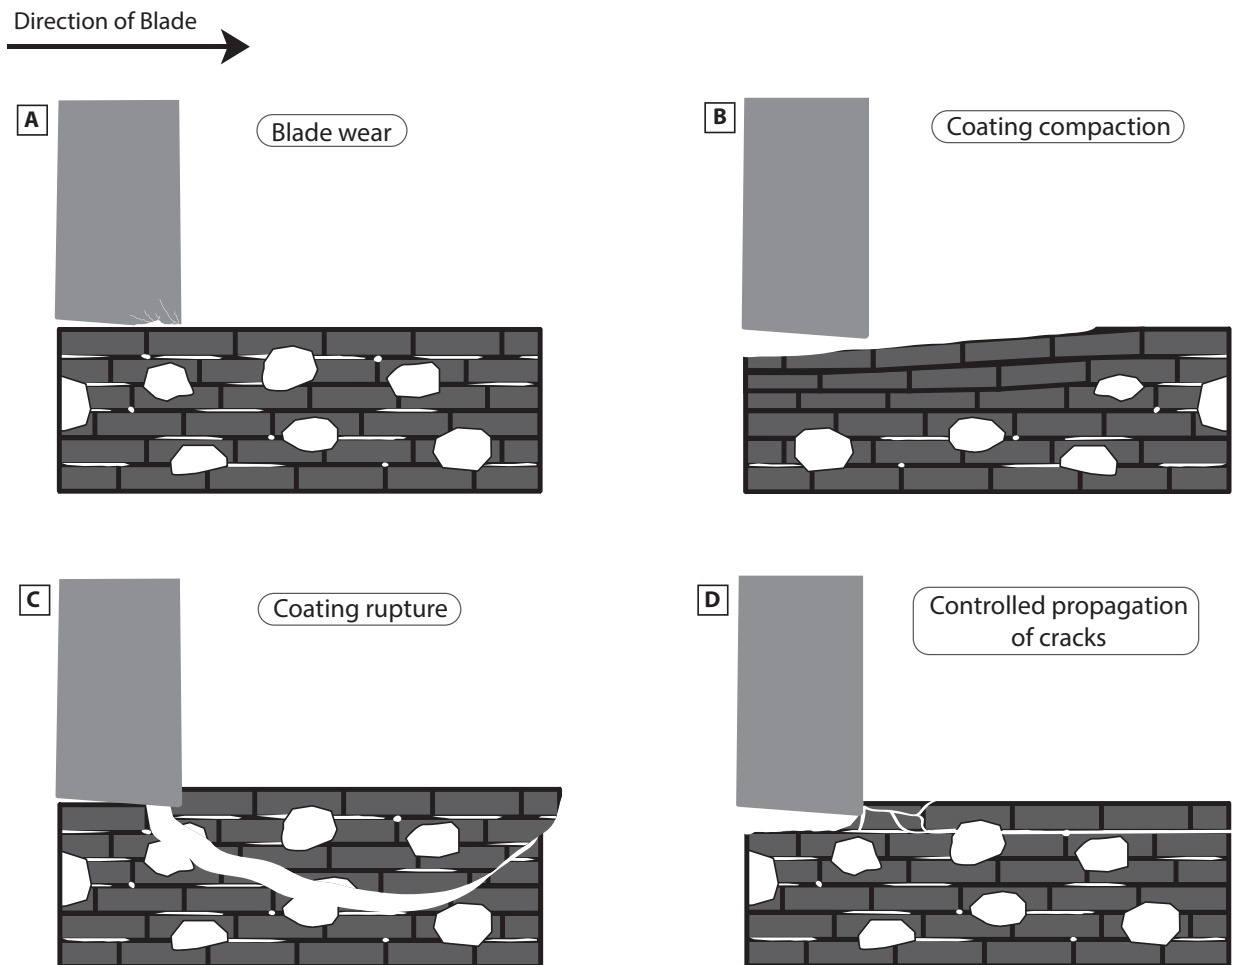 Direction of Blade
A
Blade wear
B
Coating compaction
C
Coating rupture
D
Controlled propagation
of cracks